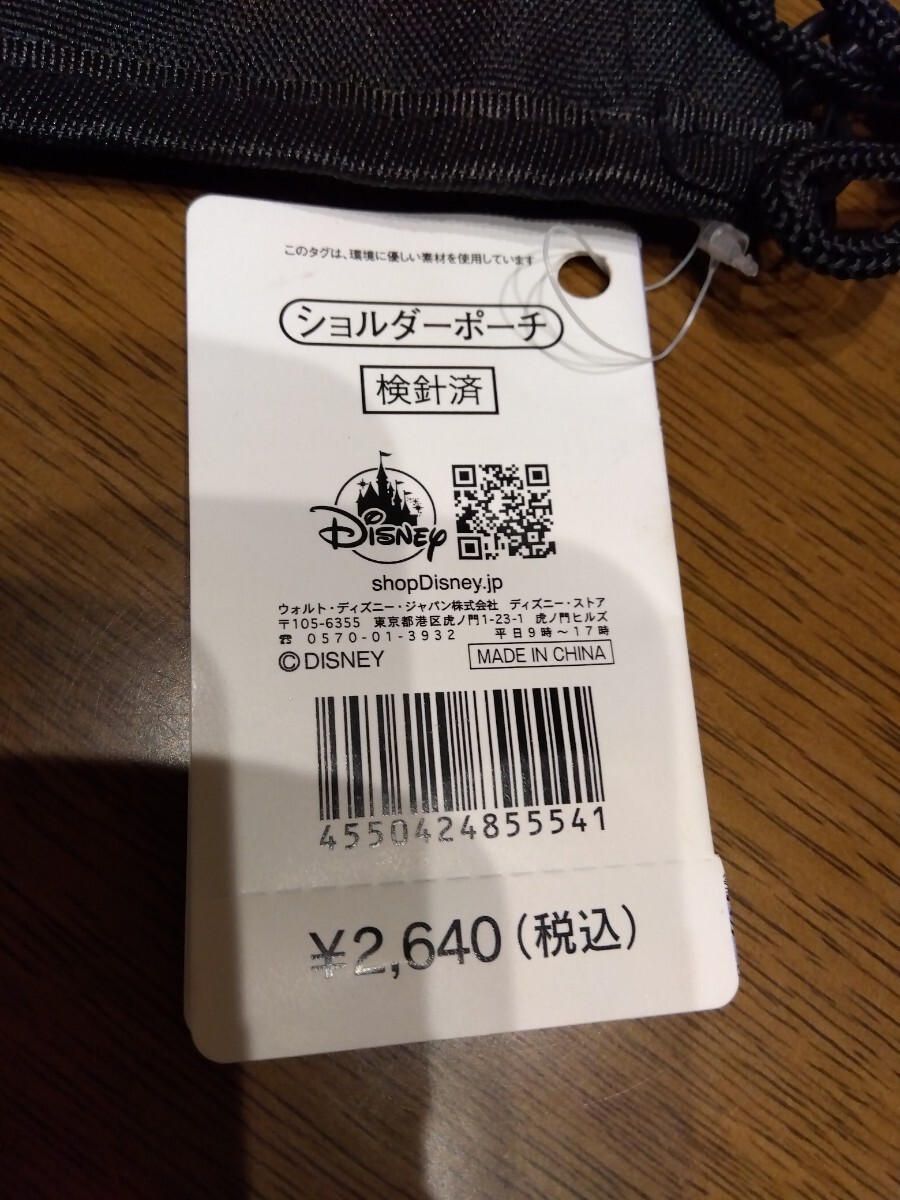 このタグは、環境に優しい素材を使用しています
ショルダーポーチ
検針済
Disney
shopDisney.jp
ウォルト・ディズニー・ジャパン株式会社 ディズニー・ストア
〒105-6355 東京都港区虎ノ門1-23-1 虎ノ門ヒルズ
☎ 0570-01-3932 平日9時～17時
©DISNEY MADE IN CHINA
4550424855541
¥2,640(税込)